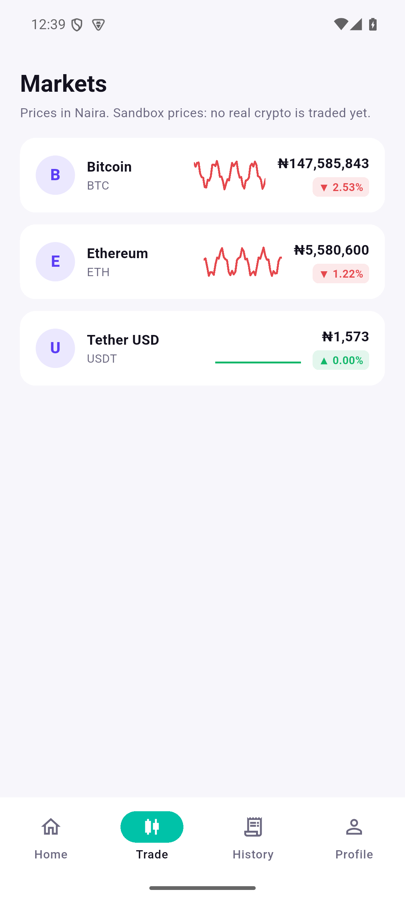 12:39
Markets
Prices in Naira. Sandbox prices: no real crypto is traded yet.
B
Bitcoin
BTC
₦147,585,843
▼ 2.53%
E
Ethereum
ETH
₦5,580,600
▼ 1.22%
U
Tether USD
USDT
₦1,573
▲ 0.00%
Home
Trade
History
Profile